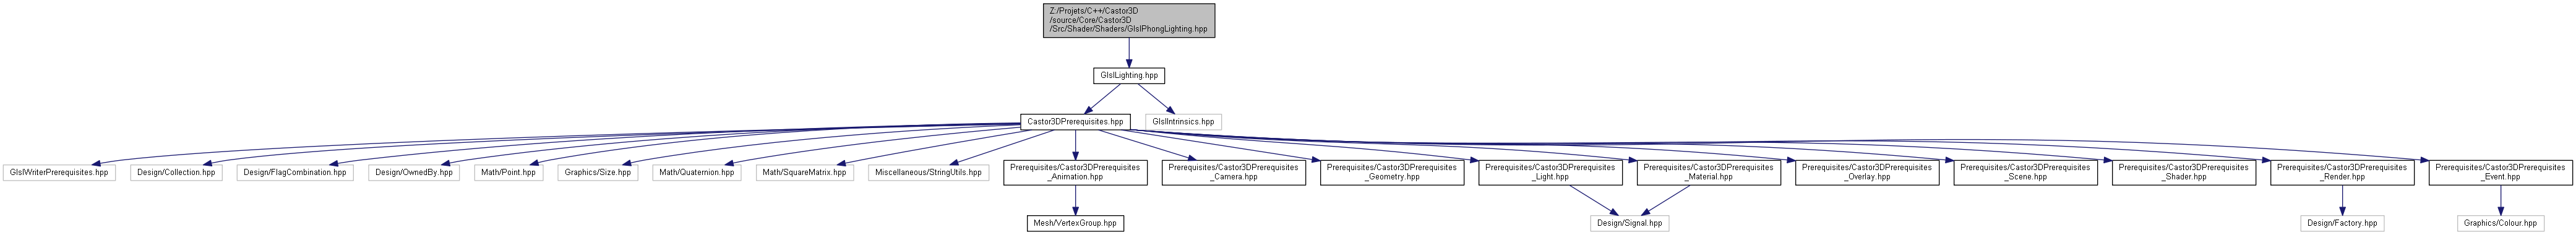 Z:/Projets/C++/Castor3D
/source/Core/Castor3D
/Src/Shader/Shaders/GlslPhongLighting.hpp
GlslLighting.hpp
Castor3DPrerequisites.hpp
GlslIntrinsics.hpp
GlslWriterPrerequisites.hpp
Design/Collection.hpp
Design/FlagCombination.hpp
Design/OwnedBy.hpp
Math/Point.hpp
Graphics/Size.hpp
Math/Quaternion.hpp
Math/SquareMatrix.hpp
Miscellaneous/StringUtils.hpp
Prerequisites/Castor3DPrerequisites
_Animation.hpp
Prerequisites/Castor3DPrerequisites
_Camera.hpp
Prerequisites/Castor3DPrerequisites
_Geometry.hpp
Prerequisites/Castor3DPrerequisites
_Light.hpp
Prerequisites/Castor3DPrerequisites
_Material.hpp
Prerequisites/Castor3DPrerequisites
_Overlay.hpp
Prerequisites/Castor3DPrerequisites
_Scene.hpp
Prerequisites/Castor3DPrerequisites
_Shader.hpp
Prerequisites/Castor3DPrerequisites
_Render.hpp
Prerequisites/Castor3DPrerequisites
_Event.hpp
Mesh/VertexGroup.hpp
Design/Signal.hpp
Design/Factory.hpp
Graphics/Colour.hpp